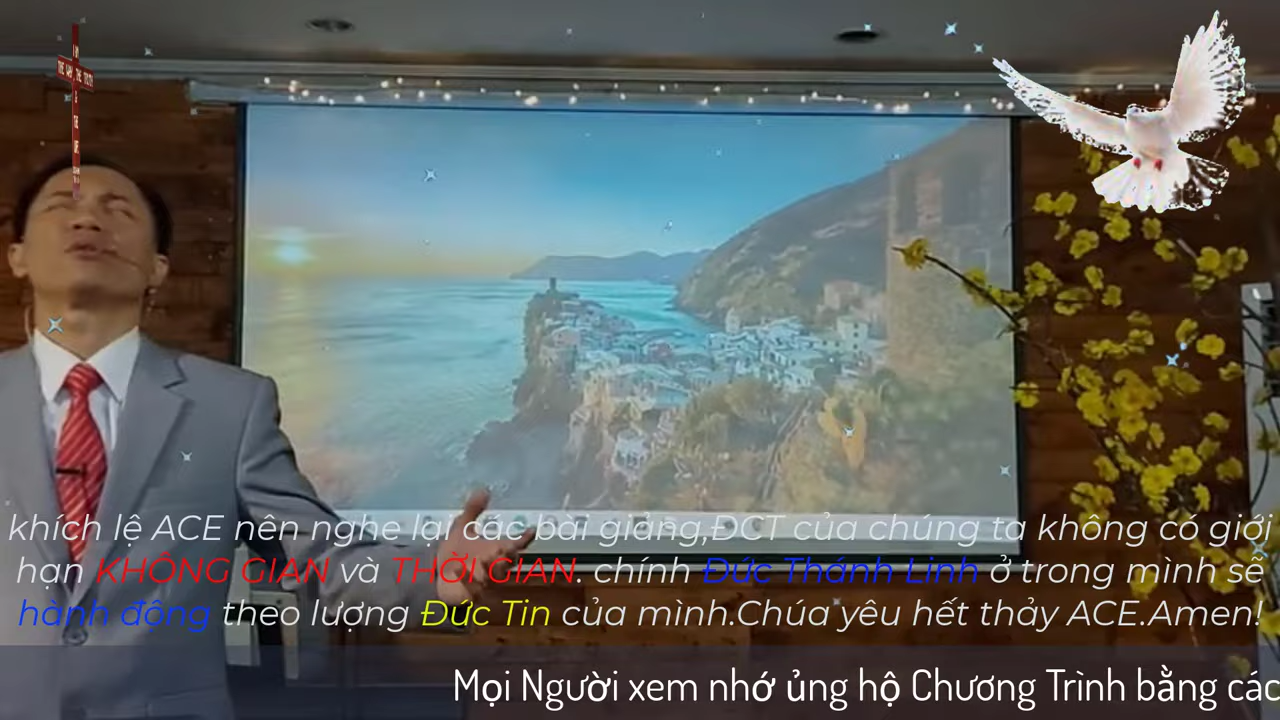 khích lệ ACE nên nghe lại các bài giảng,ĐCT của chúng ta không có giới
hạn KHÔNG GIAN và THỜI GIAN. chính Đức Thánh Linh ở trong mình sẽ
hành động theo lượng Đức Tin của mình.Chúa yêu hết thảy ACE.Amen!
Mọi Người xem nhớ ủng hộ Chương Trình bằng các